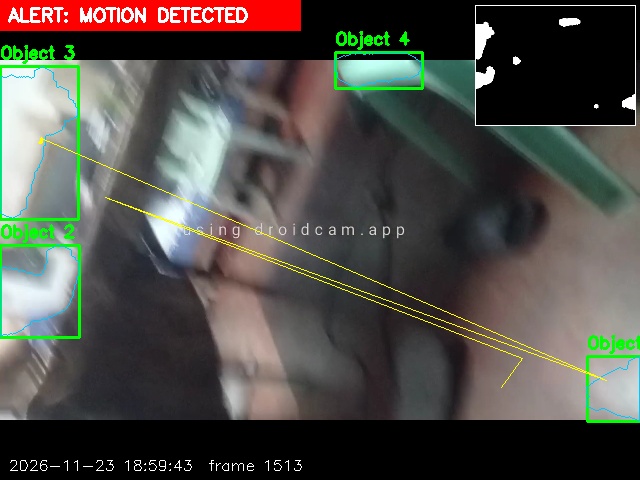 ALERT: MOTION DETECTED
Object 3
Object 4
using droidcam.app
Object 2
Object
2026-11-23 18:59:43 frame 1513